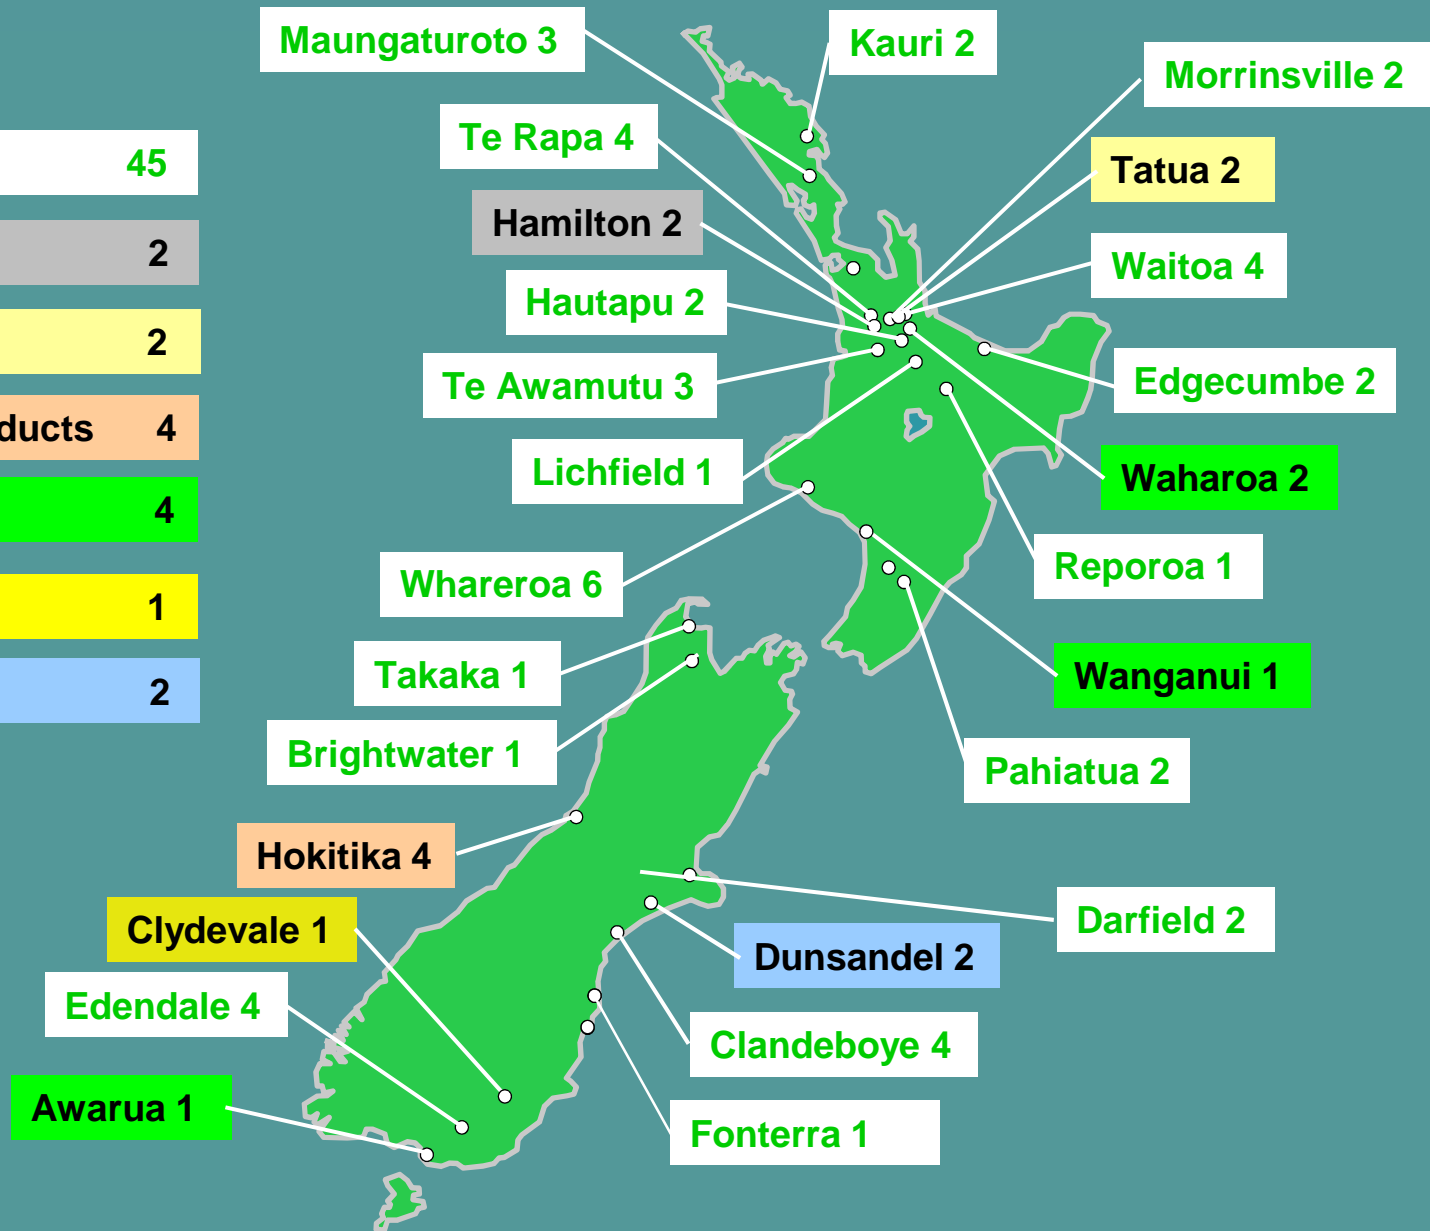 Maungaturoto 3
Kauri 2
Morrinsville 2
Te Rapa 4
45
Tatua 2
Hamilton 2
2
Waitoa 4
Hautapu 2
2
Te Awamutu 3
Edgecumbe 2
4
Lichfield 1
Waharoa 2
4
Whareroa 6
Reporoa 1
1
Takaka 1
Wanganui 1
2
Brightwater 1
Pahiatua 2
Hokitika 4
Clydevale 1
Darfield 2
Dunsandel 2
Edendale 4
Clandeboye 4
Awarua 1
Fonterra 1